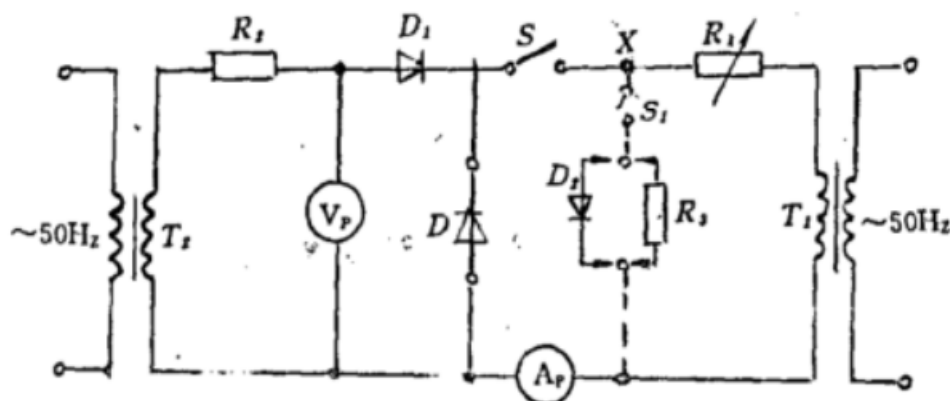 R₂
D₁
S
X
R₁
S₁
D₂
R₃
V_P
D
~50Hz
T₂
T₁
~50Hz
A_P